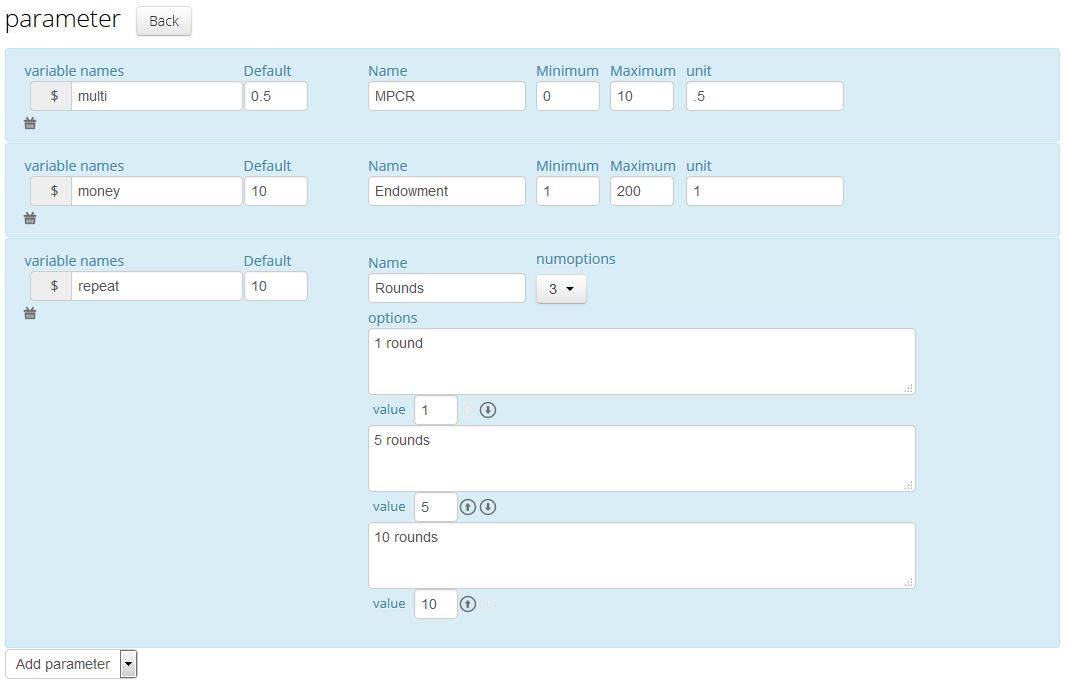 parameter Back
variable names Default Name Minimum Maximum unit
$ multi 0.5 MPCR 0 10 .5
variable names Default Name Minimum Maximum unit
$ money 10 Endowment 1 200 1
variable names Default Name numoptions
$ repeat 10 Rounds 3
options
1 round
value 1
5 rounds
value 5
10 rounds
value 10
Add parameter